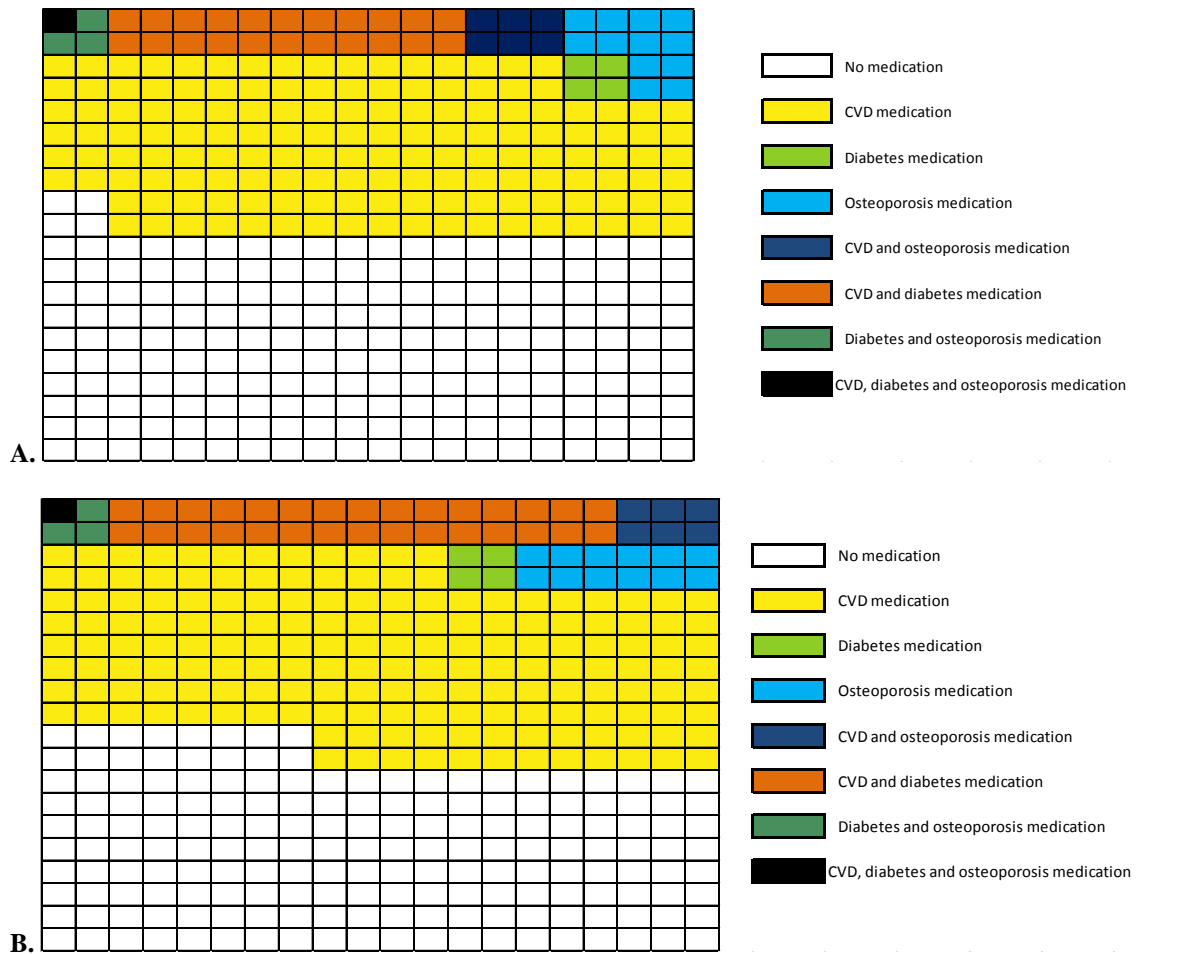 No medication
CVD medication
Diabetes medication
Osteoporosis medication
CVD and osteoporosis medication
CVD and diabetes medication
Diabetes and osteoporosis medication
CVD, diabetes and osteoporosis medication
A.
No medication
CVD medication
Diabetes medication
Osteoporosis medication
CVD and osteoporosis medication
CVD and diabetes medication
Diabetes and osteoporosis medication
CVD, diabetes and osteoporosis medication
B.